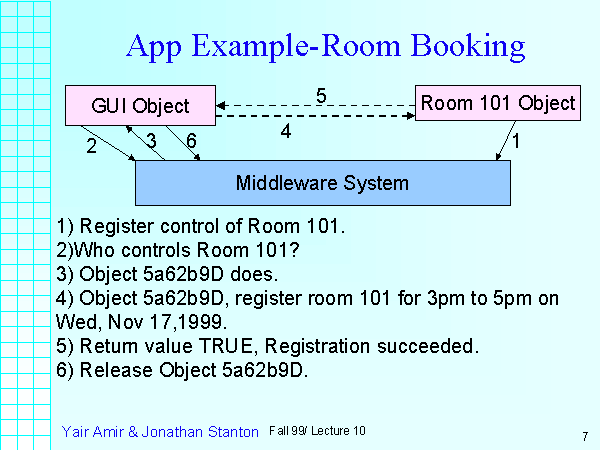 App Example-Room Booking
GUI Object
5
Room 101 Object
4
2
3
6
1
Middleware System
1) Register control of Room 101.
2)Who controls Room 101?
3) Object 5a62b9D does.
4) Object 5a62b9D, register room 101 for 3pm to 5pm on
Wed, Nov 17,1999.
5) Return value TRUE, Registration succeeded.
6) Release Object 5a62b9D.
Yair Amir & Jonathan Stanton Fall 99/ Lecture 10
7